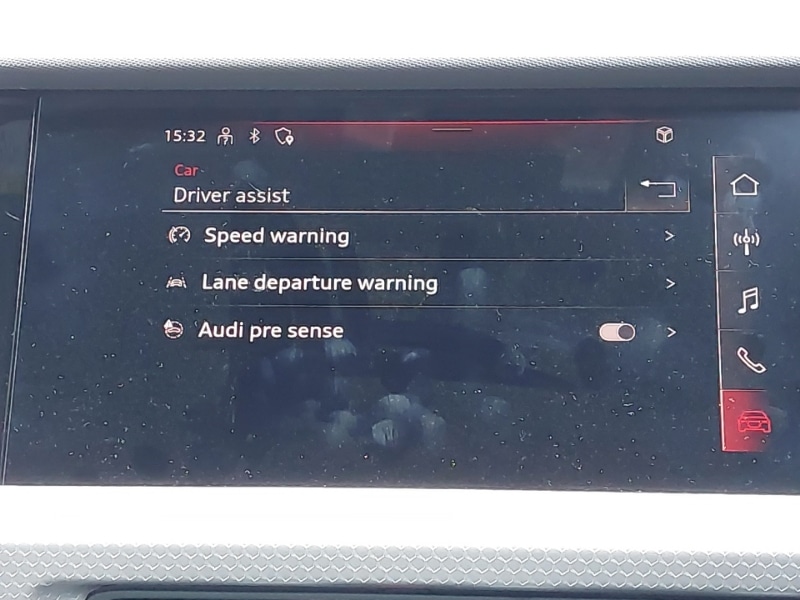 15:32
Car
Driver assist
Speed warning
Lane departure warning
Audi pre sense